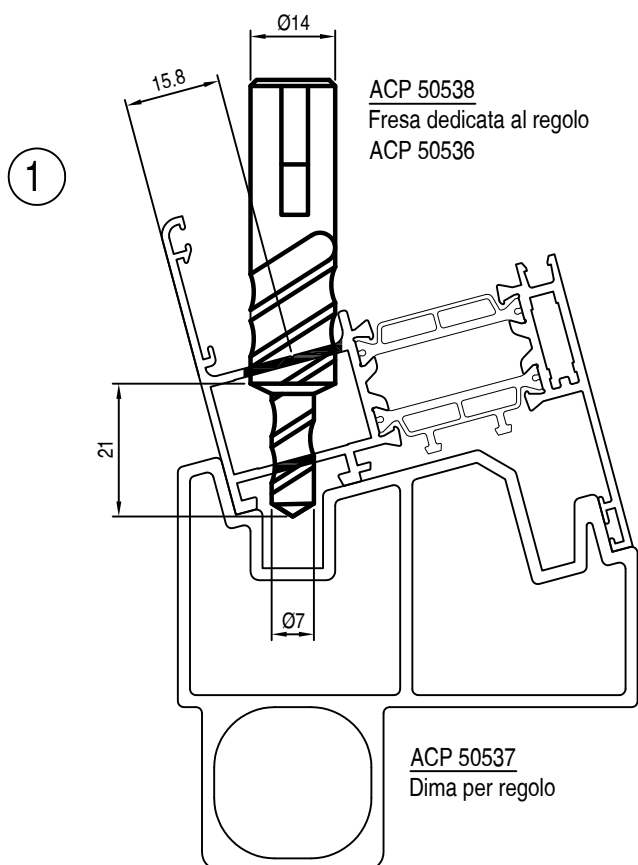 Ø14
15.8
ACP 50538
Fresa dedicata al regolo
ACP 50536
1
21
Ø7
ACP 50537
Dima per regolo